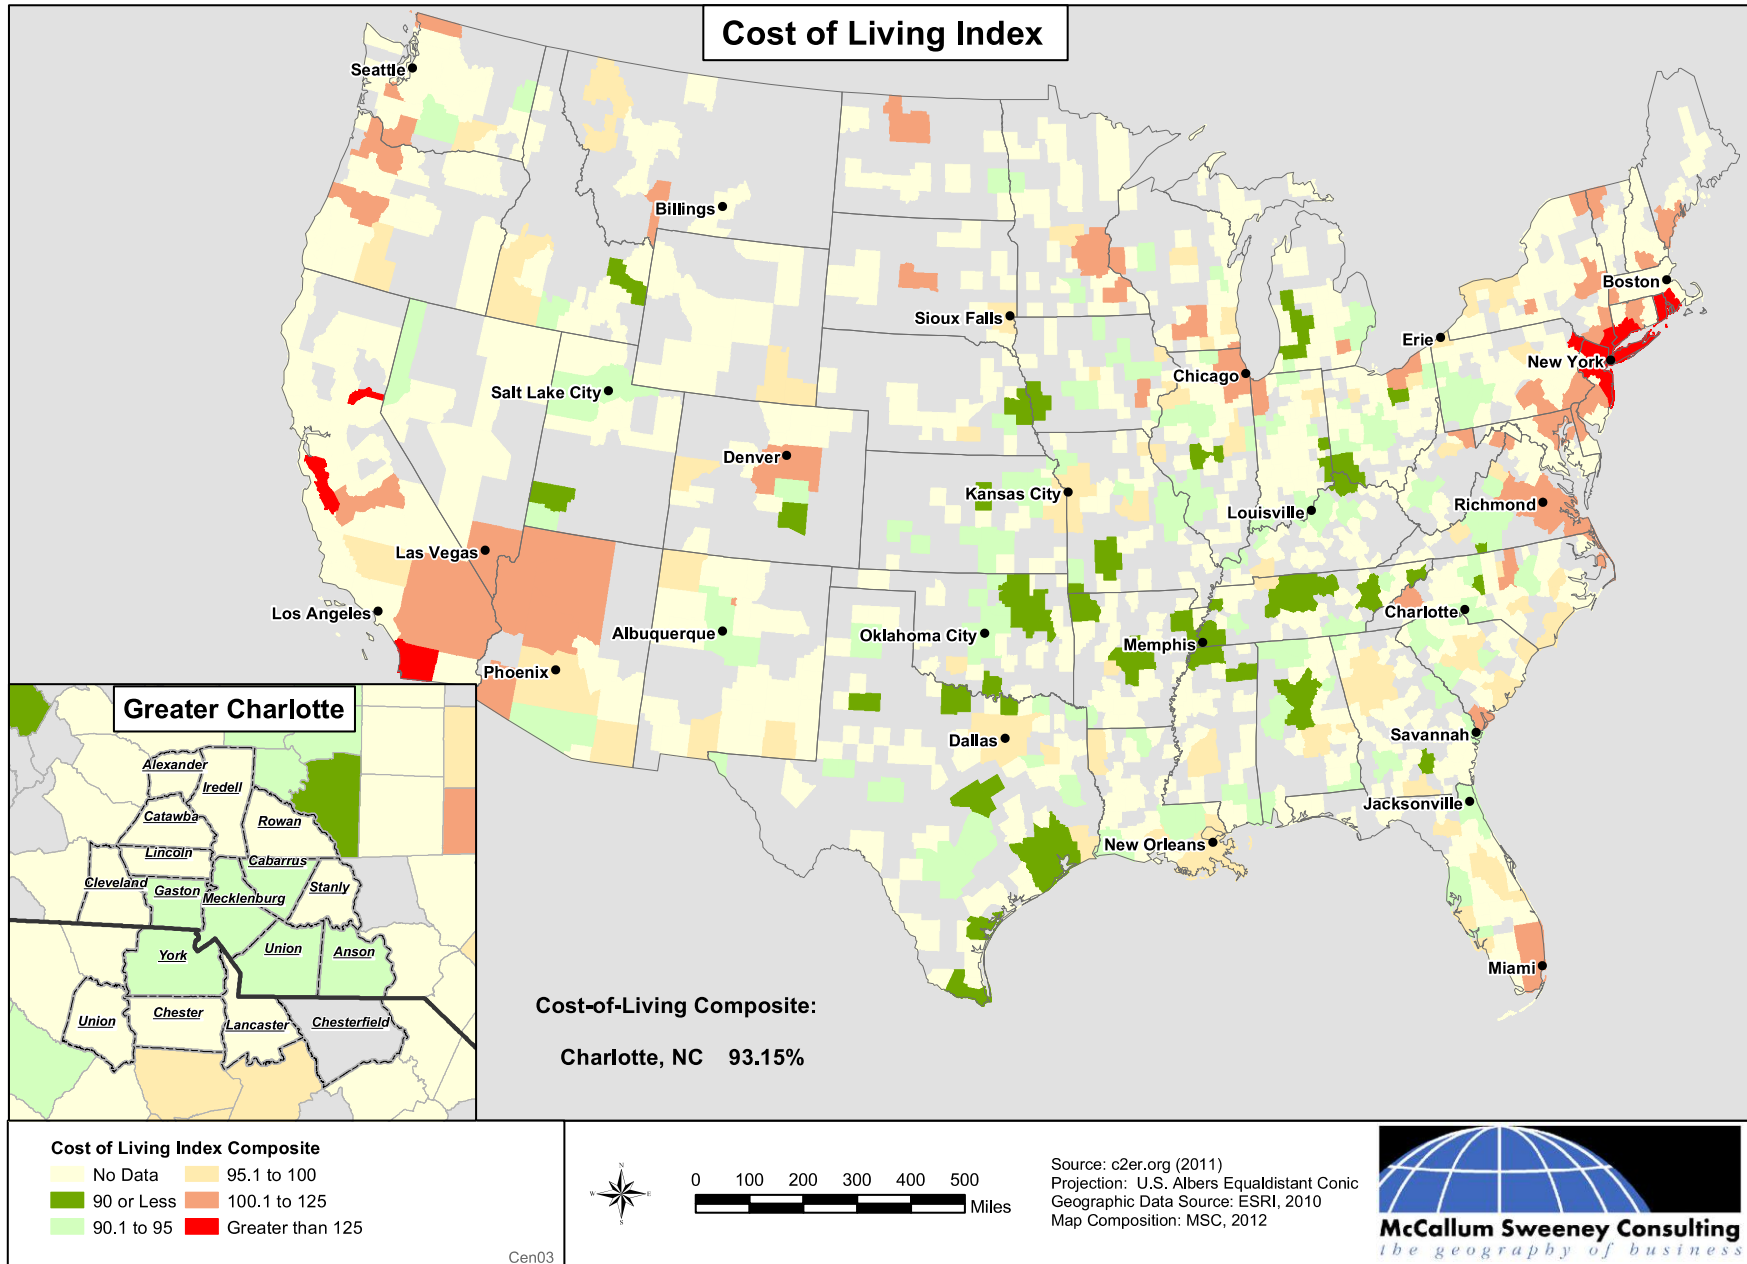 Cost of Living Index
Seattle
Billings
Sioux Falls
Boston
Erie
New York
Chicago
Salt Lake City
Denver
Kansas City
Louisville
Richmond
Las Vegas
Los Angeles
Albuquerque
Oklahoma City
Memphis
Charlotte
Phoenix
Dallas
Savannah
Jacksonville
New Orleans
Miami
Greater Charlotte
Alexander
Iredell
Catawba
Rowan
Lincoln
Cabarrus
Cleveland
Gaston
Mecklenburg
Stanly
York
Union
Anson
Union
Chester
Lancaster
Chesterfield
Cost-of-Living Composite:
Charlotte, NC 93.15%
Cost of Living Index Composite
No Data
90 or Less
90.1 to 95
95.1 to 100
100.1 to 125
Greater than 125
Cen03
N
W E
S
0 100 200 300 400 500
Miles
Source: c2er.org (2011)
Projection: U.S. Albers Equaldistant Conic
Geographic Data Source: ESRI, 2010
Map Composition: MSC, 2012
McCallum Sweeney Consulting
the geography of business